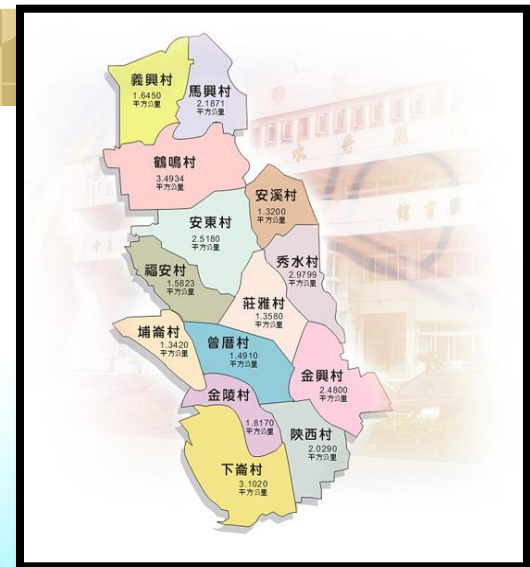 義興村
1.6450
平方公里
馬興村
2.1871
平方公里
鶴鳴村
3.4934
平方公里
安溪村
1.3200
平方公里
安東村
2.5180
平方公里
秀水村
2.9799
平方公里
福安村
1.5823
平方公里
莊雅村
1.3580
平方公里
埔崙村
1.3420
平方公里
曾厝村
1.4910
平方公里
金興村
2.4800
平方公里
金陵村
1.8170
平方公里
陝西村
2.0290
平方公里
下崙村
3.1020
平方公里